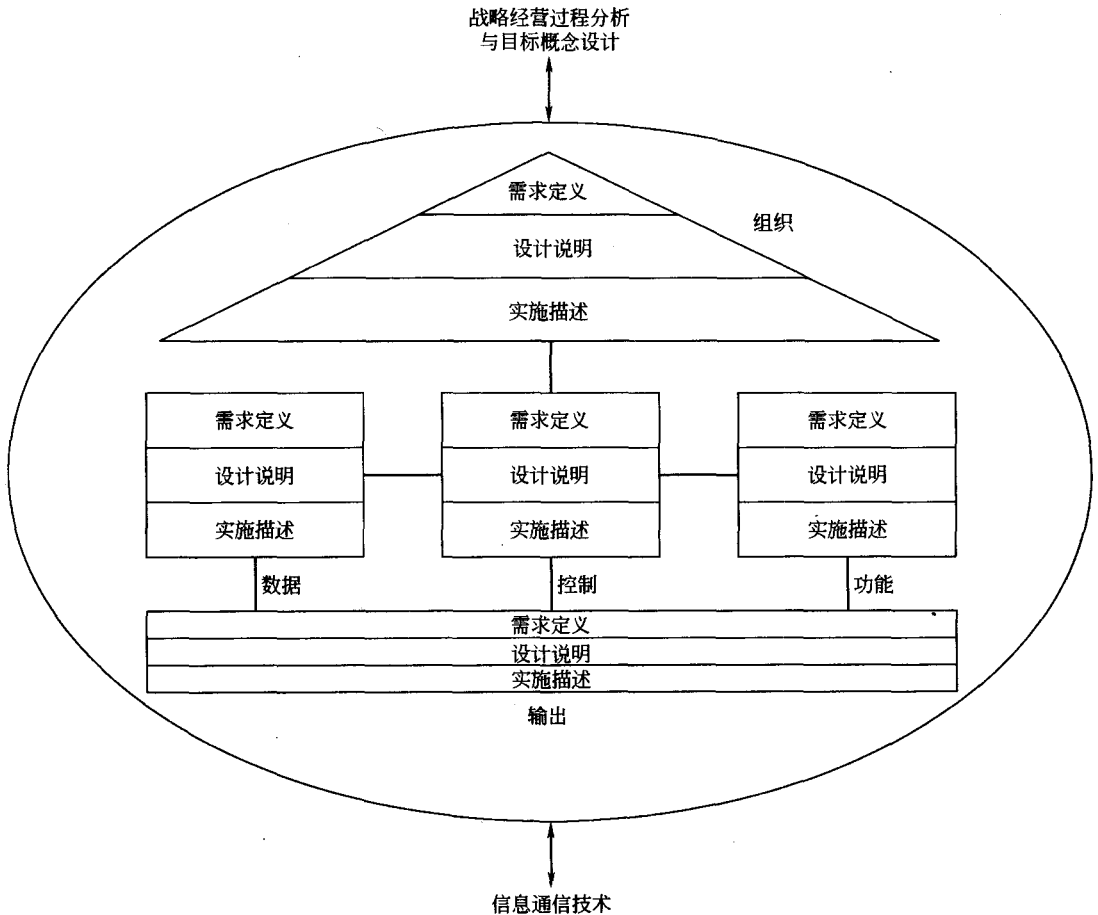 战略经营过程分析
与目标概念设计
需求定义
组织
设计说明
实施描述
需求定义
需求定义
需求定义
设计说明
设计说明
设计说明
实施描述
实施描述
实施描述
数据
控制
功能
需求定义
设计说明
实施描述
输出
信息通信技术